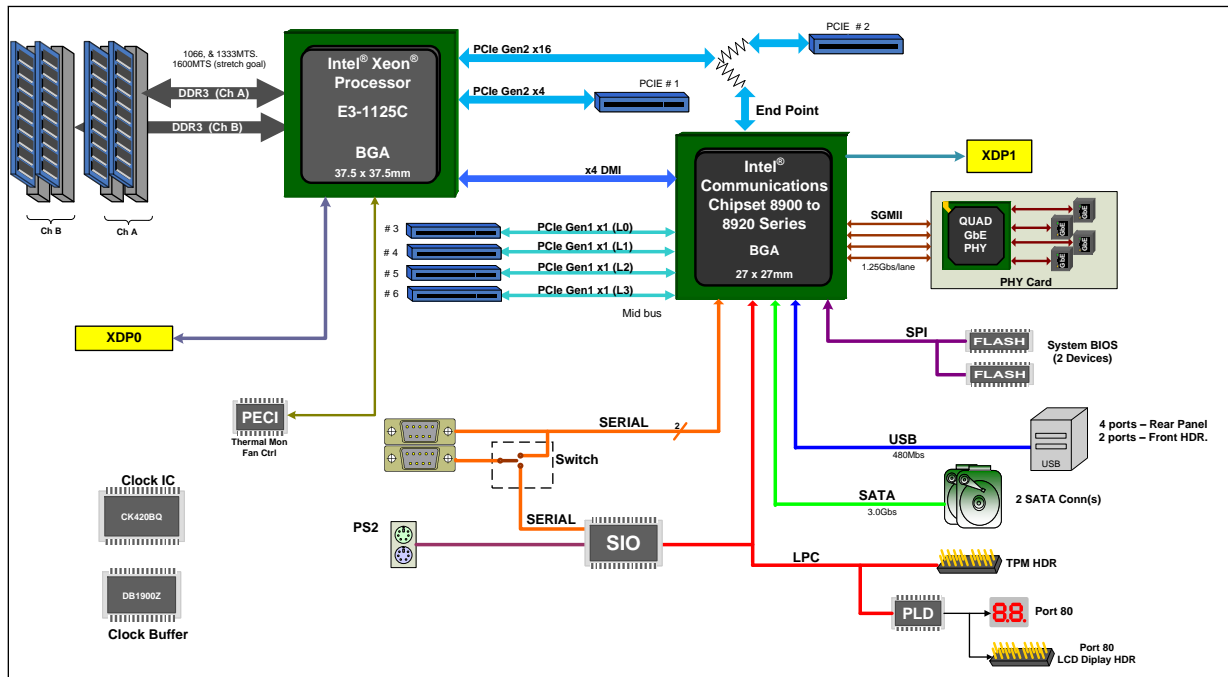 1066, & 1333MTS.
1600MTS (stretch goal)
DDR3 (Ch A)
DDR3 (Ch B)
Ch B
Ch A
Intel® Xeon®
Processor
E3-1125C
BGA
37.5 x 37.5mm
PCIe Gen2 x16
PCIE # 2
PCIe Gen2 x4
PCIE # 1
End Point
x4 DMI
Intel®
Communications
Chipset 8900 to
8920 Series
BGA
27 x 27mm
XDP1
SGMII
1.25Gbs/lane
QUAD
GbE
PHY
GbE
GbE
GbE
GbE
PHY Card
# 3
PCIe Gen1 x1 (L0)
# 4
PCIe Gen1 x1 (L1)
# 5
PCIe Gen1 x1 (L2)
# 6
PCIe Gen1 x1 (L3)
Mid bus
XDP0
SPI
FLASH
FLASH
System BIOS
(2 Devices)
PECI
Thermal Mon
Fan Ctrl
SERIAL
2
Switch
USB
480Mbs
USB
4 ports – Rear Panel
2 ports – Front HDR.
SATA
3.0Gbs
2 SATA Conn(s)
Clock IC
CK420BQ
DB1900Z
Clock Buffer
PS2
SERIAL
SIO
LPC
TPM HDR
PLD
8.8.
Port 80
Port 80
LCD Diplay HDR